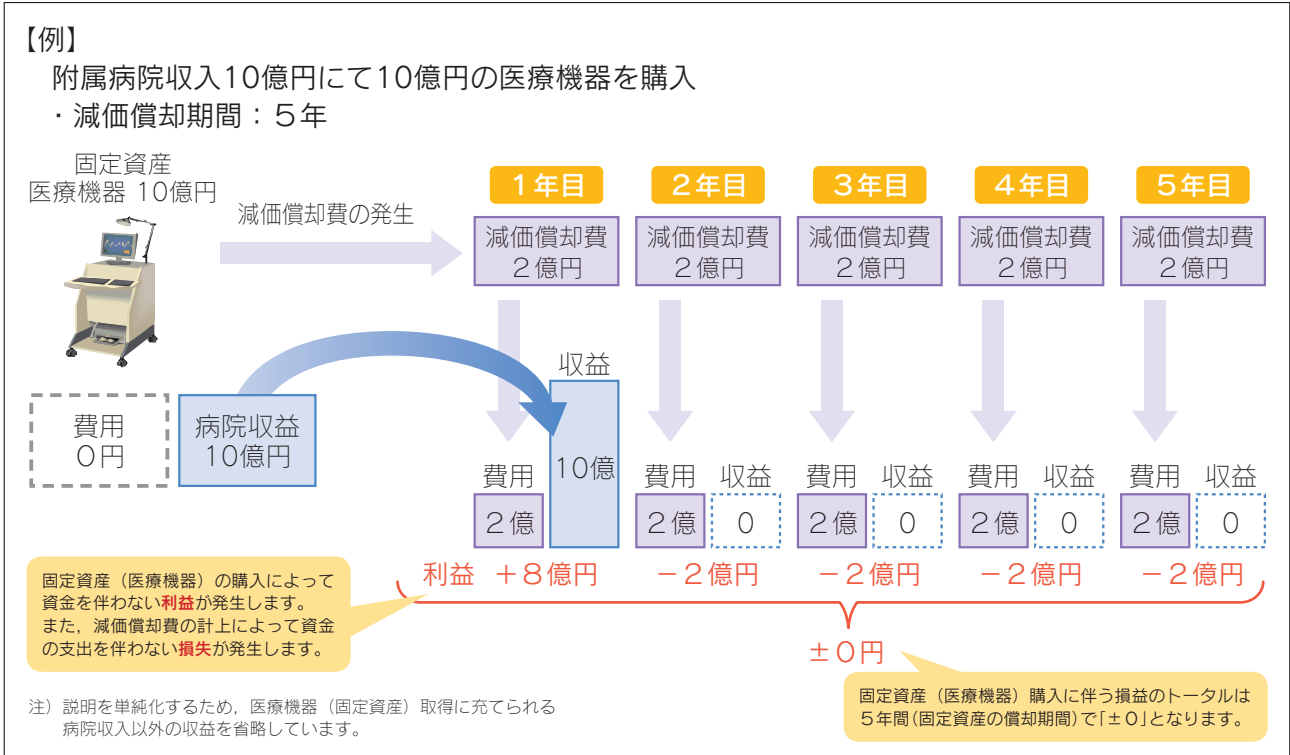 【例】
附属病院収入10億円にて10億円の医療機器を購入
・減価償却期間：５年
固定資産
医療機器 10億円
減価償却費の発生
１年目
２年目
３年目
４年目
５年目
減価償却費
２億円
減価償却費
２億円
減価償却費
２億円
減価償却費
２億円
減価償却費
２億円
費用
０円
病院収益
10億円
収益
10億
費用
２億
費用 収益
２億 0
費用 収益
２億 0
費用 収益
２億 0
費用 収益
２億 0
利益 ＋８億円 －２億円 －２億円 －２億円 －２億円
±０円
固定資産（医療機器）の購入によって
資金を伴わない利益が発生します。
また，減価償却費の計上によって資金
の支出を伴わない損失が発生します。
固定資産（医療機器）購入に伴う損益のトータルは
５年間(固定資産の償却期間)で｢±０｣となります。
注）説明を単純化するため，医療機器（固定資産）取得に充てられる
病院収入以外の収益を省略しています。